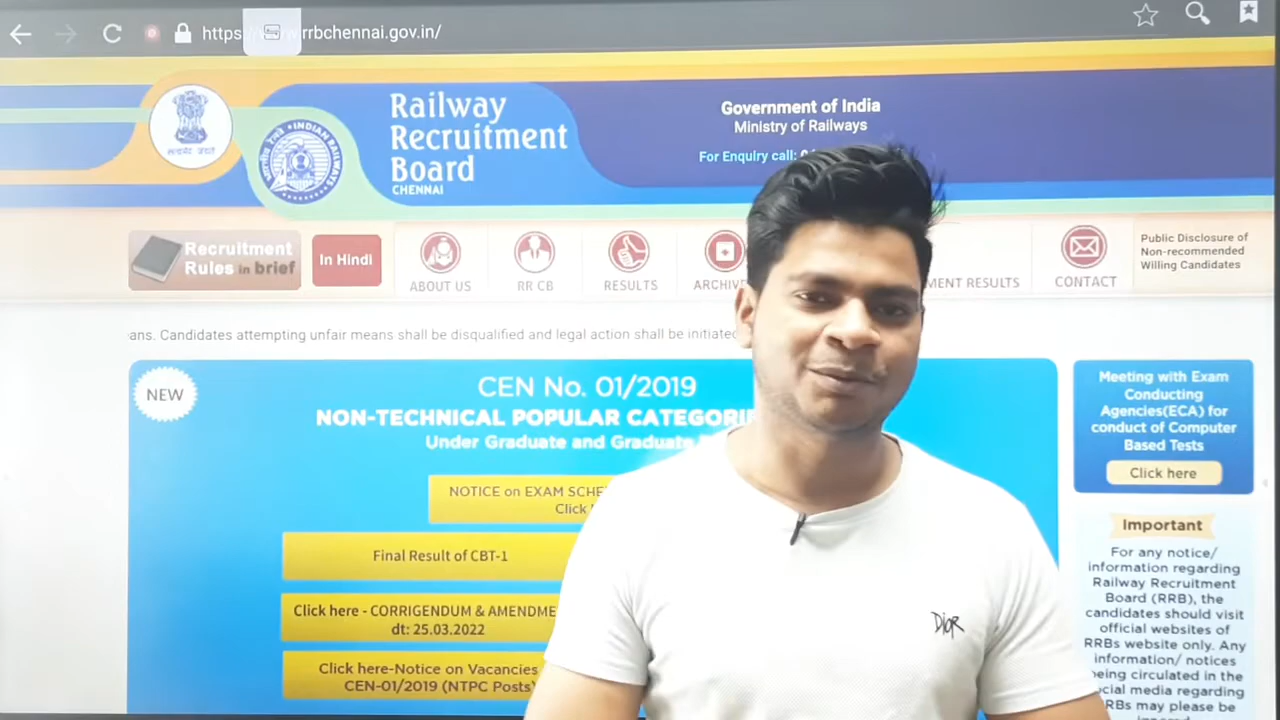 https://www.rrbchennai.gov.in/
सत्यमेव जयते
INDIAN RAILWAYS
Railway
Recruitment
Board
CHENNAI
Government of India
Ministry of Railways
For Enquiry call:
Recruitment
Rules in brief
In Hindi
ABOUT US
RR CB
RESULTS
ARCHIVE
MENT RESULTS
CONTACT
Public Disclosure of
Non-recommended
Willing Candidates
ans. Candidates attempting unfair means shall be disqualified and legal action shall be initiated
NEW
CEN No. 01/2019
NON-TECHNICAL POPULAR CATEGORIE
Under Graduate and Graduate
NOTICE on EXAM SCHE
Click
Final Result of CBT-1
Click here - CORRIGENDUM & AMENDME
dt: 25.03.2022
Click here-Notice on Vacancies
CEN-01/2019 (NTPC Posts)
Meeting with Exam
Conducting
Agencies(ECA) for
conduct of Computer
Based Tests
Click here
Important
For any notice/
information regarding
Railway Recruitment
Board (RRB), the
candidates should visit
official websites of
RRBs website only. Any
information/ notices
being circulated in the
social media regarding
RRBs may please be
Dior